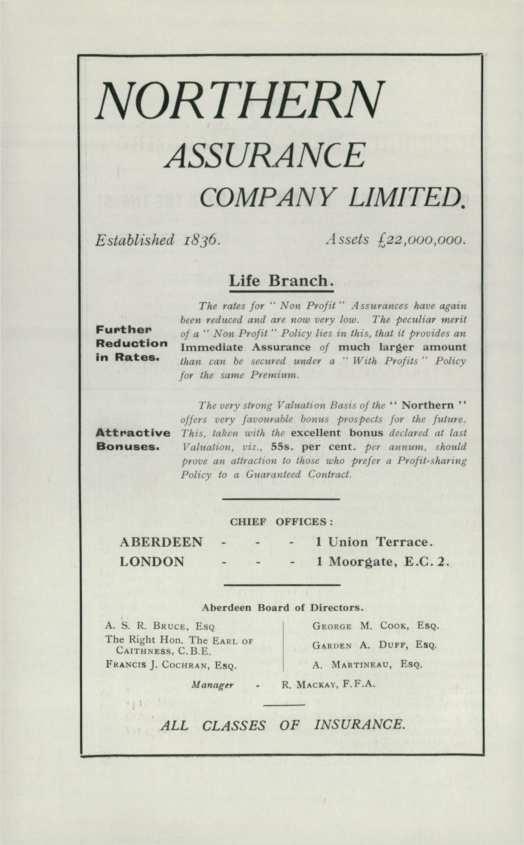 NORTHERN
ASSURANCE
COMPANY LIMITED.
Established 1836.
Assets £22,000,000.
Life Branch.
Further
Reduction
in Rates.
The rates for " Non Profit " Assurances have again
been reduced and are now very low. The peculiar merit
of a " Non Profit " Policy lies in this, that it provides an
Immediate Assurance of much larger amount
than can be secured under a " With Profits " Policy
for the same Premium.
Attractive
Bonuses.
The very strong Valuation Basis of the " Northern "
offers very favourable bonus prospects for the future.
This, taken with the excellent bonus declared at last
Valuation, viz., 55s. per cent. per annum, should
prove an attraction to those who prefer a Profit-sharing
Policy to a Guaranteed Contract.
CHIEF OFFICES :
ABERDEEN - - - 1 Union Terrace.
LONDON - - - 1 Moorgate, E.C. 2.
Aberdeen Board of Directors.
A. S. R. BRUCE, ESQ
The Right Hon. The EARL OF
CAITHNESS, C.B.E.
FRANCIS J. COCHRAN, ESQ.
GEORGE M. COOK, ESQ.
GARDEN A. DUFF, ESQ.
A. MARTINEAU, ESQ.
Manager - R. MACKAY, F.F.A.
ALL CLASSES OF INSURANCE.